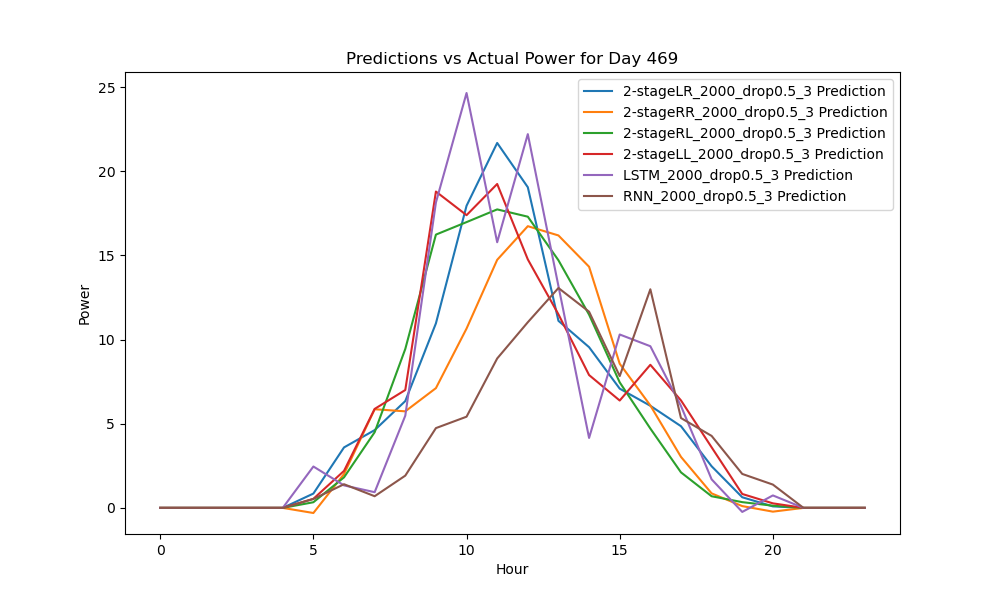 Predictions vs Actual Power for Day 469
25
20
15
10
5
0
Power
2-stageLR_2000_drop0.5_3 Prediction
2-stageRR_2000_drop0.5_3 Prediction
2-stageRL_2000_drop0.5_3 Prediction
2-stageLL_2000_drop0.5_3 Prediction
LSTM_2000_drop0.5_3 Prediction
RNN_2000_drop0.5_3 Prediction
0 5 10 15 20
Hour